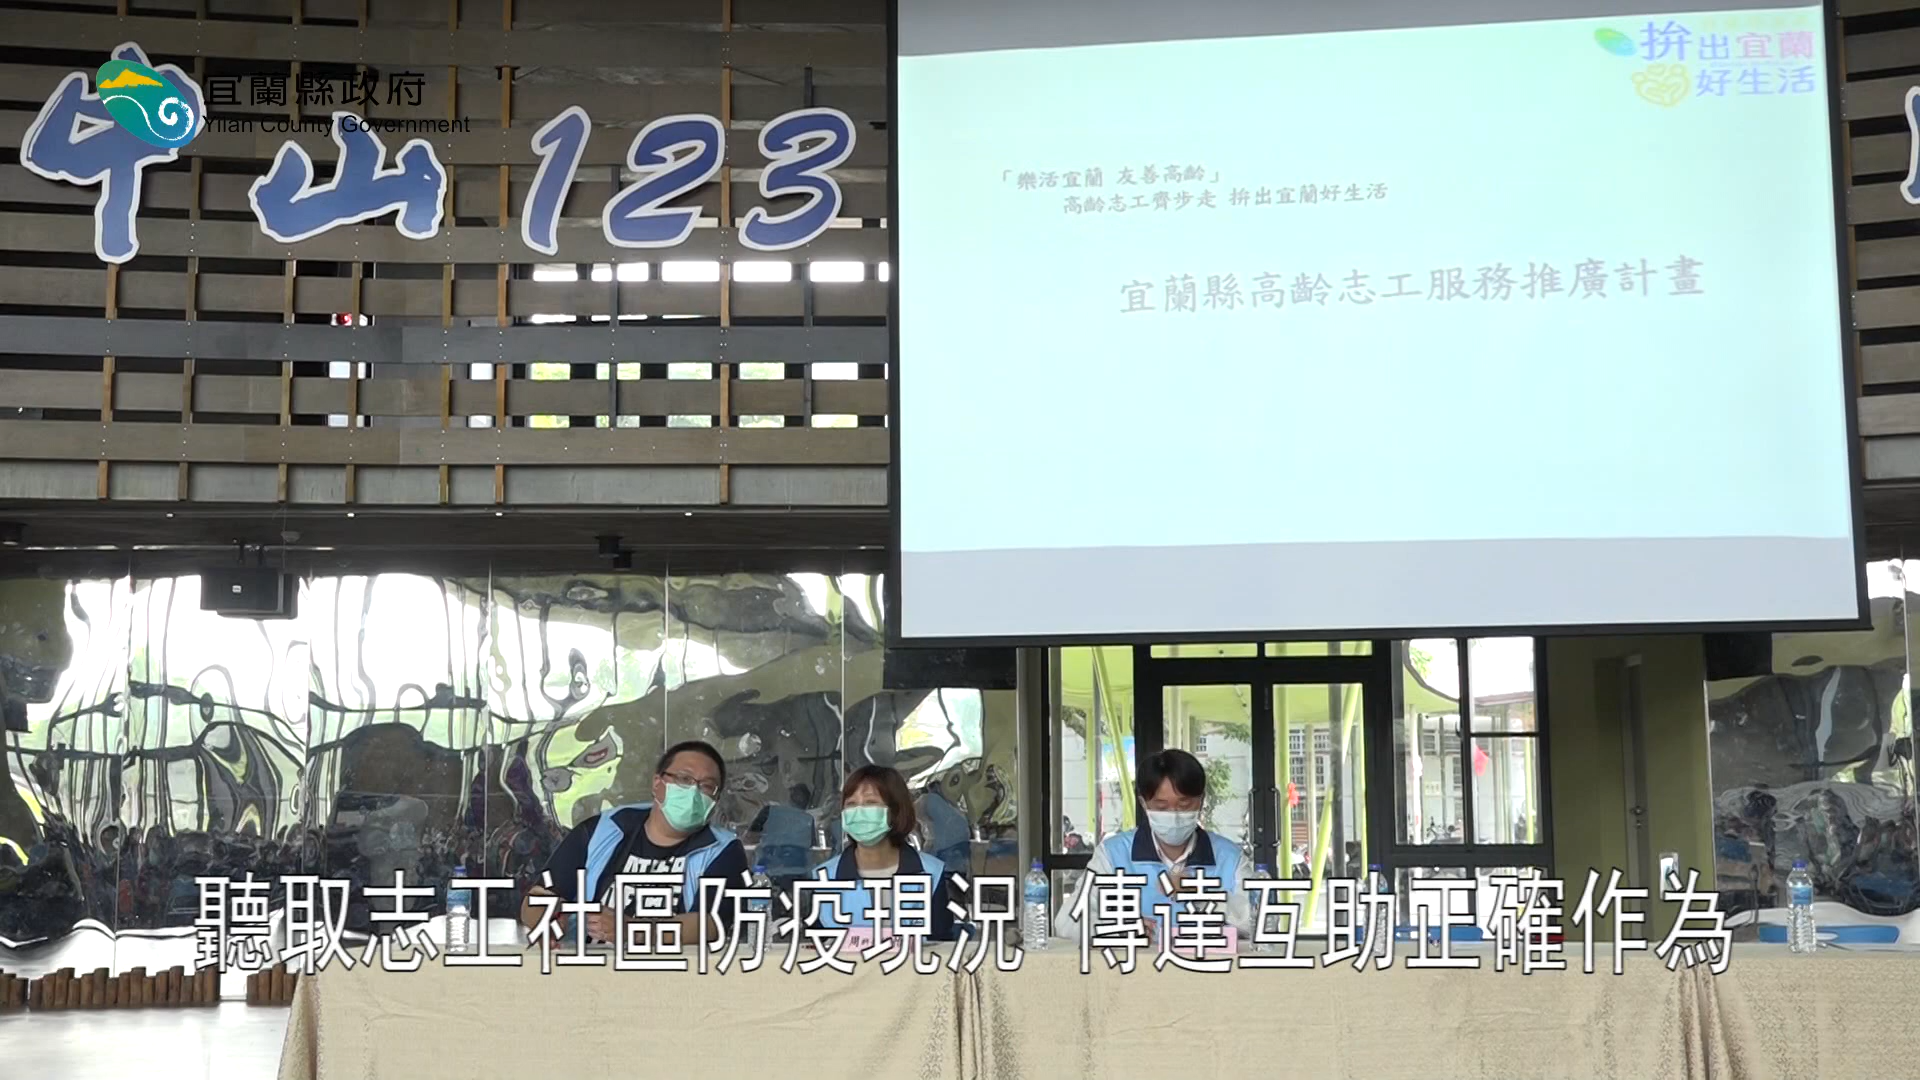 宜蘭縣政府
Yilan County Government
中山123
拚出宜蘭
好生活
「樂活宜蘭 友善高齡」
高齡志工齊步走 拚出宜蘭好生活
宜蘭縣高齡志工服務推廣計畫
聽取志工社區防疫現況 傳達互助正確作為